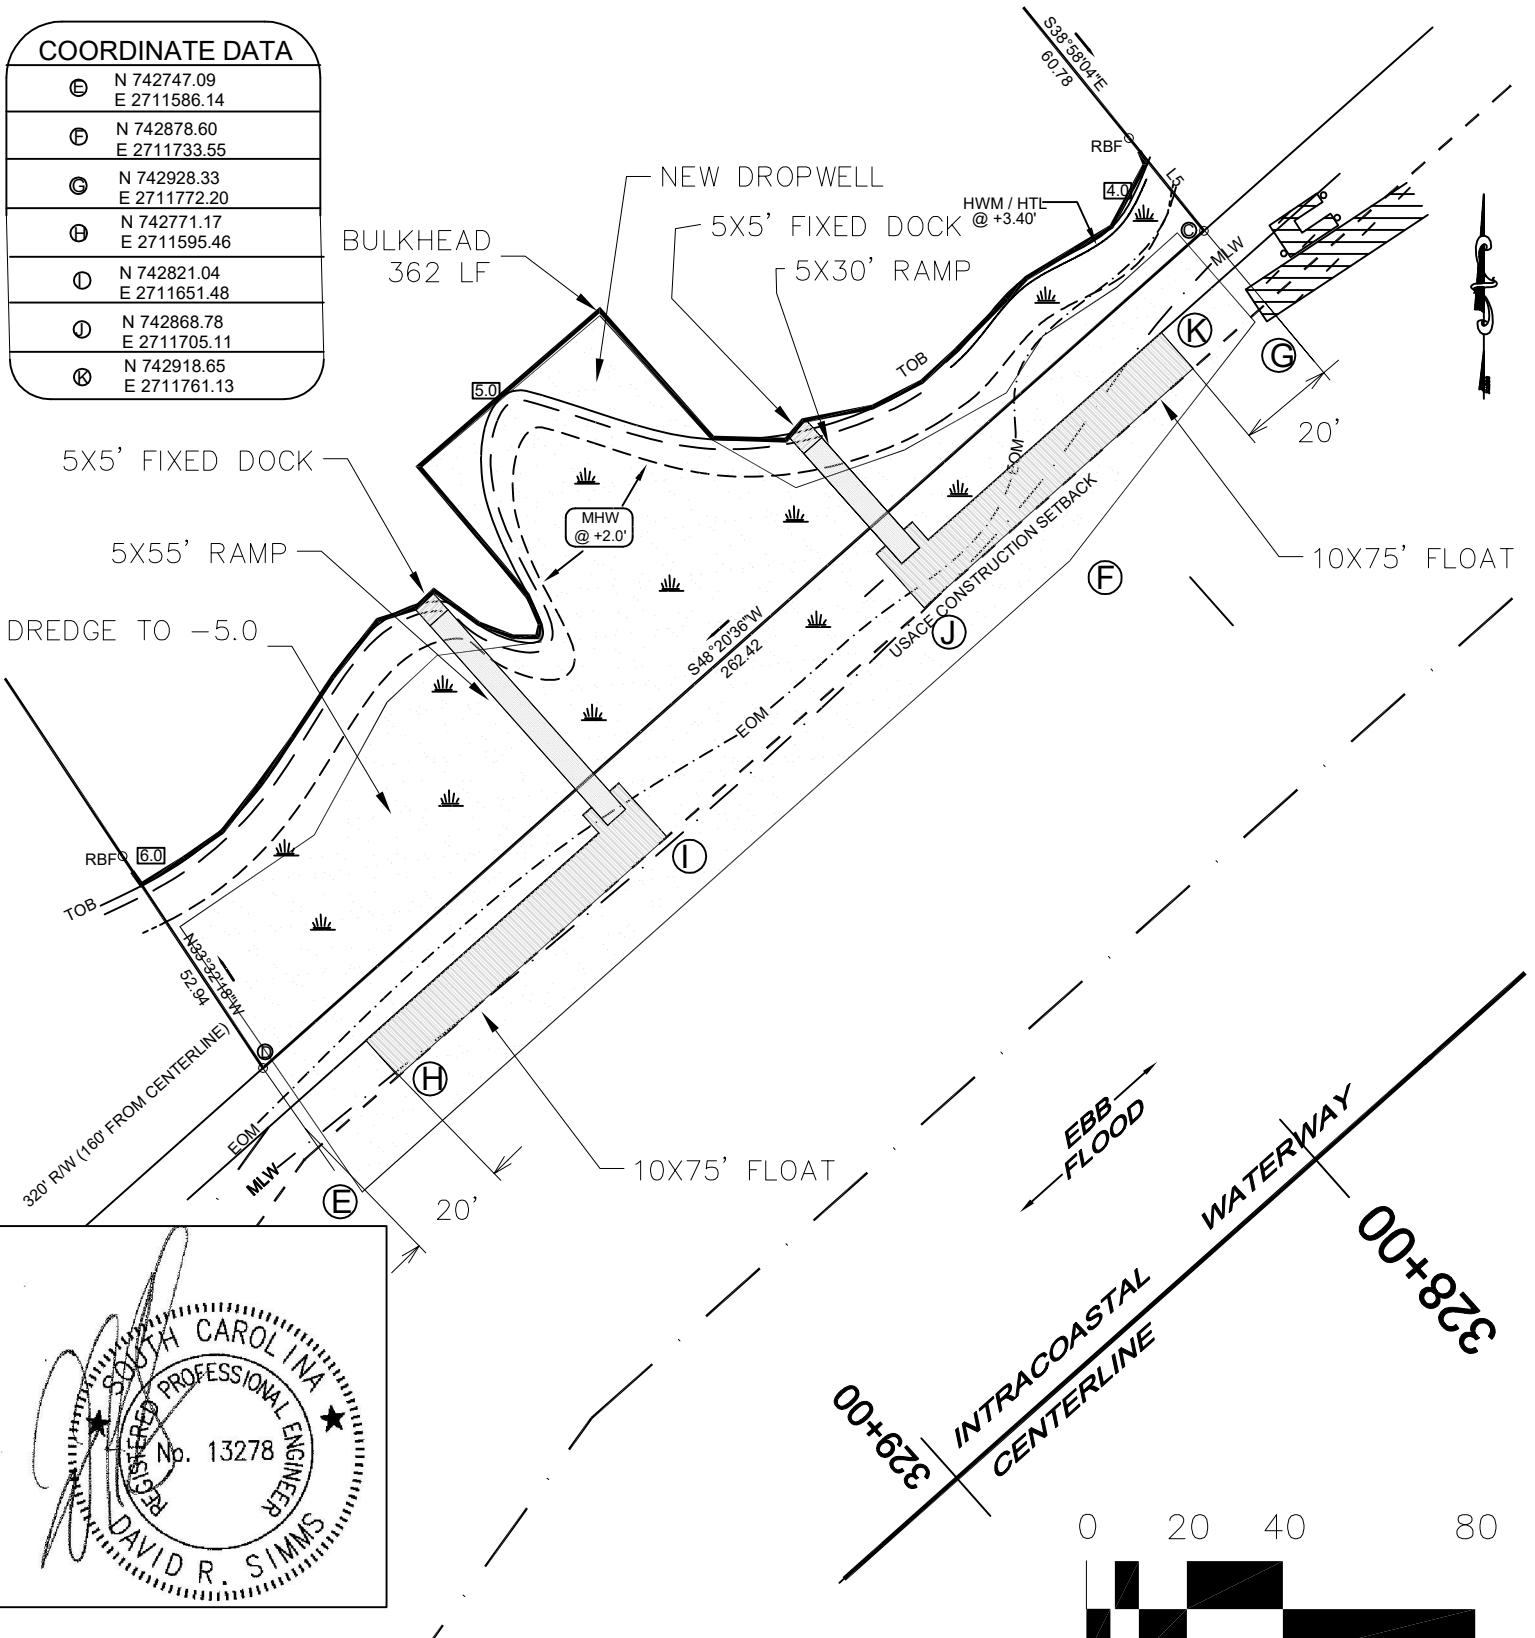 COORDINATE DATA
E N 742747.09
E 2711586.14
F N 742878.60
E 2711733.55
G N 742928.33
E 2711772.20
H N 742771.17
E 2711595.46
I N 742821.04
E 2711651.48
J N 742868.78
E 2711705.11
K N 742918.65
E 2711761.13
S38°58'04"E
60.78
RBF
L5
4.0
HWM / HTL
@ +3.40'
C
MLW
NEW DROPWELL
5X5' FIXED DOCK
5X30' RAMP
BULKHEAD
362 LF
TOB
K
G
20'
5.0
EOM
5X5' FIXED DOCK
MHW
@ +2.0'
USACE CONSTRUCTION SETBACK
10X75' FLOAT
F
5X55' RAMP
J
DREDGE TO -5.0
S48°20'36"W
262.42
EOM
RBF
6.0
I
TOB
N33°32'18"W
52.94
D
H
320' R/W (160' FROM CENTERLINE)
EOM
MLW
E
20'
10X75' FLOAT
EBB
FLOOD
INTRACOASTAL WATERWAY
CENTERLINE
328+00
329+00
SOUTH CAROLINA
REGISTERED PROFESSIONAL ENGINEER
No. 13278
DAVID R. SIMMS
0 20 40 80